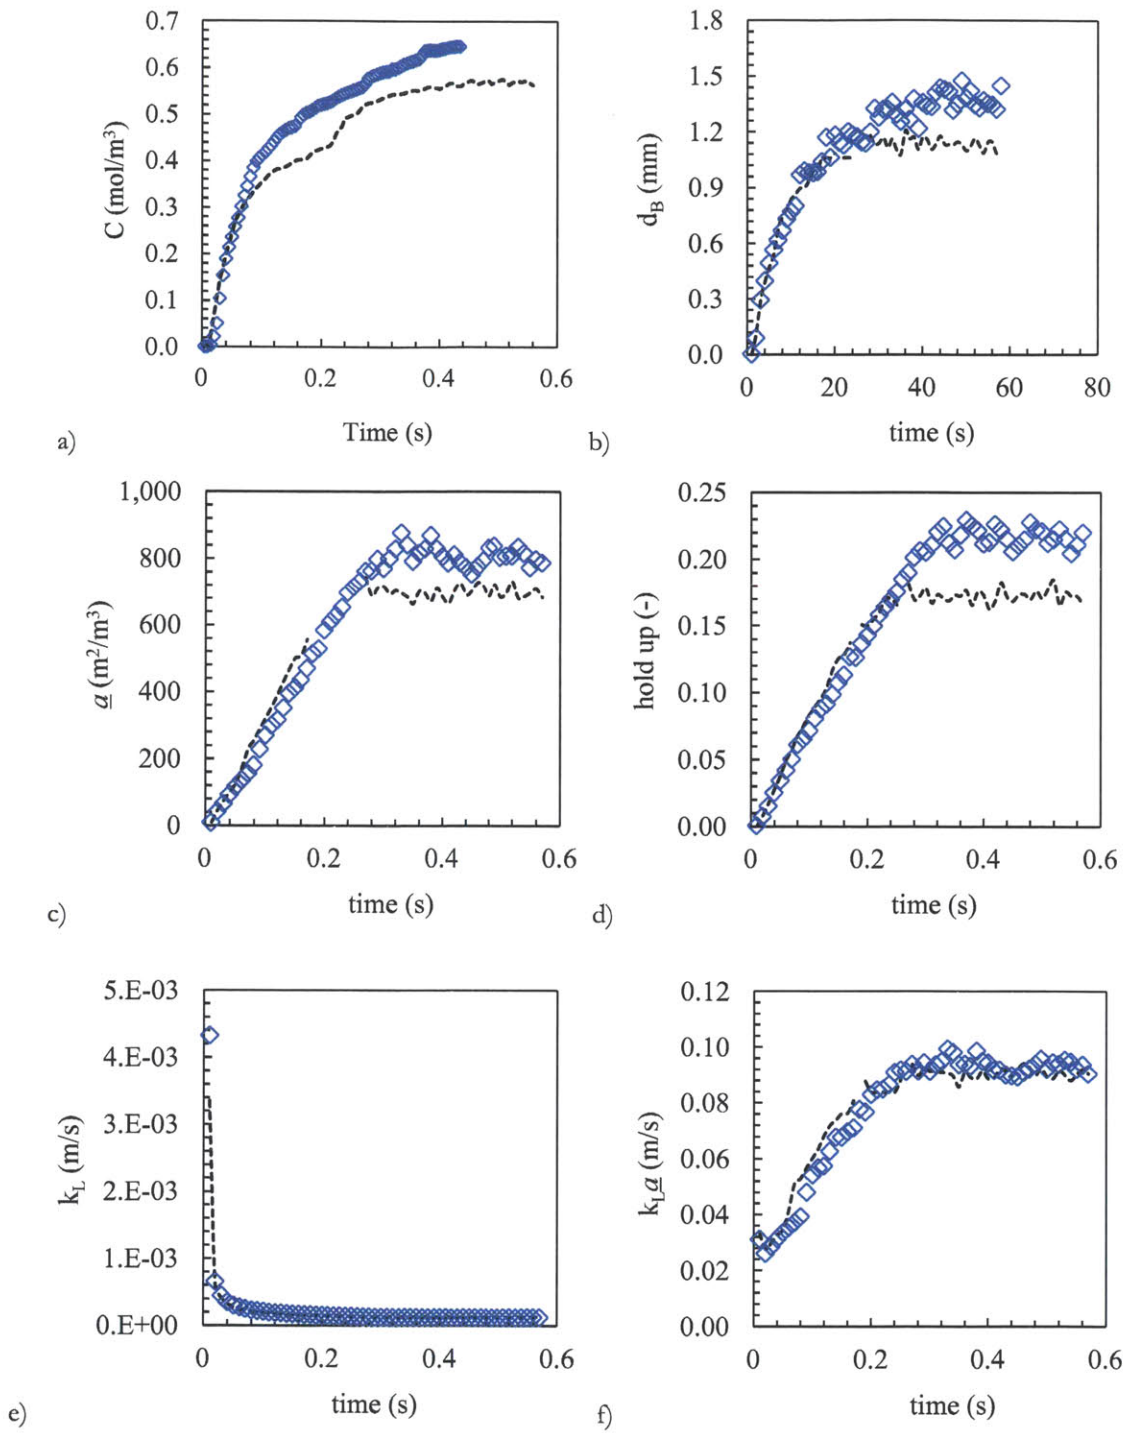 0.7
0.6
0.5
0.4
0.3
0.2
0.1
0.0
C (mol/m³)
0
0.2
0.4
0.6
Time (s)
a)
1.8
1.5
1.2
0.9
0.6
0.3
0.0
d_B (mm)
0
20
40
60
80
time (s)
b)
1,000
800
600
400
200
0
a (m²/m³)
0
0.2
0.4
0.6
time (s)
c)
0.25
0.20
0.15
0.10
0.05
0.00
hold up (-)
0
0.2
0.4
0.6
time (s)
d)
5.E-03
4.E-03
3.E-03
2.E-03
1.E-03
0.E+00
k_L (m/s)
0
0.2
0.4
0.6
time (s)
e)
0.12
0.10
0.08
0.06
0.04
0.02
0.00
k_La (m/s)
0
0.2
0.4
0.6
time (s)
f)